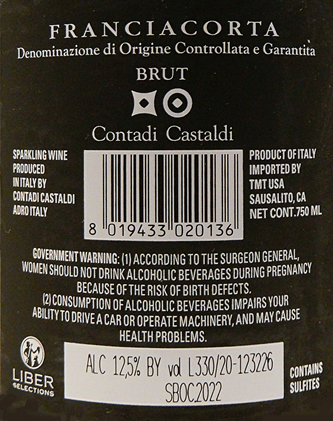 FRANCIACORTA
Denominazione di Origine Controllata e Garantita
BRUT
Contadi Castaldi
SPARKLING WINE
PRODUCED
IN ITALY BY
CONTADI CASTALDI
ADRO ITALY
PRODUCT OF ITALY
IMPORTED BY
TMT USA
SAUSALITO, CA
NET CONT.750 ML
8 019433 020136
GOVERNMENT WARNING: (1) ACCORDING TO THE SURGEON GENERAL,
WOMEN SHOULD NOT DRINK ALCOHOLIC BEVERAGES DURING PREGNANCY
BECAUSE OF THE RISK OF BIRTH DEFECTS.
(2) CONSUMPTION OF ALCOHOLIC BEVERAGES IMPAIRS YOUR
ABILITY TO DRIVE A CAR OR OPERATE MACHINERY, AND MAY CAUSE
HEALTH PROBLEMS.
LIBER
SELECTIONS
ALC 12,5% BY vol L330/20-123226
SBOC.2022
CONTAINS
SULFITES